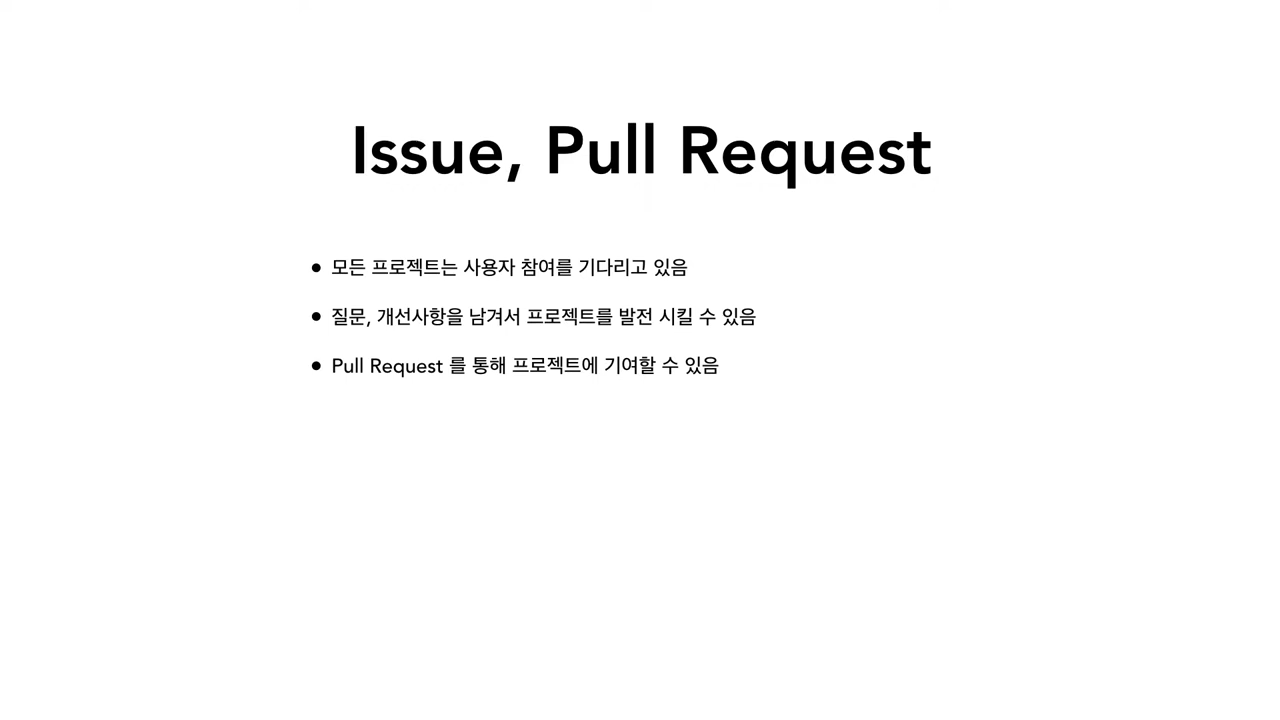 Issue, Pull Request
• 모든 프로젝트는 사용자 참여를 기다리고 있음
• 질문, 개선사항을 남겨서 프로젝트를 발전 시킬 수 있음
• Pull Request 를 통해 프로젝트에 기여할 수 있음